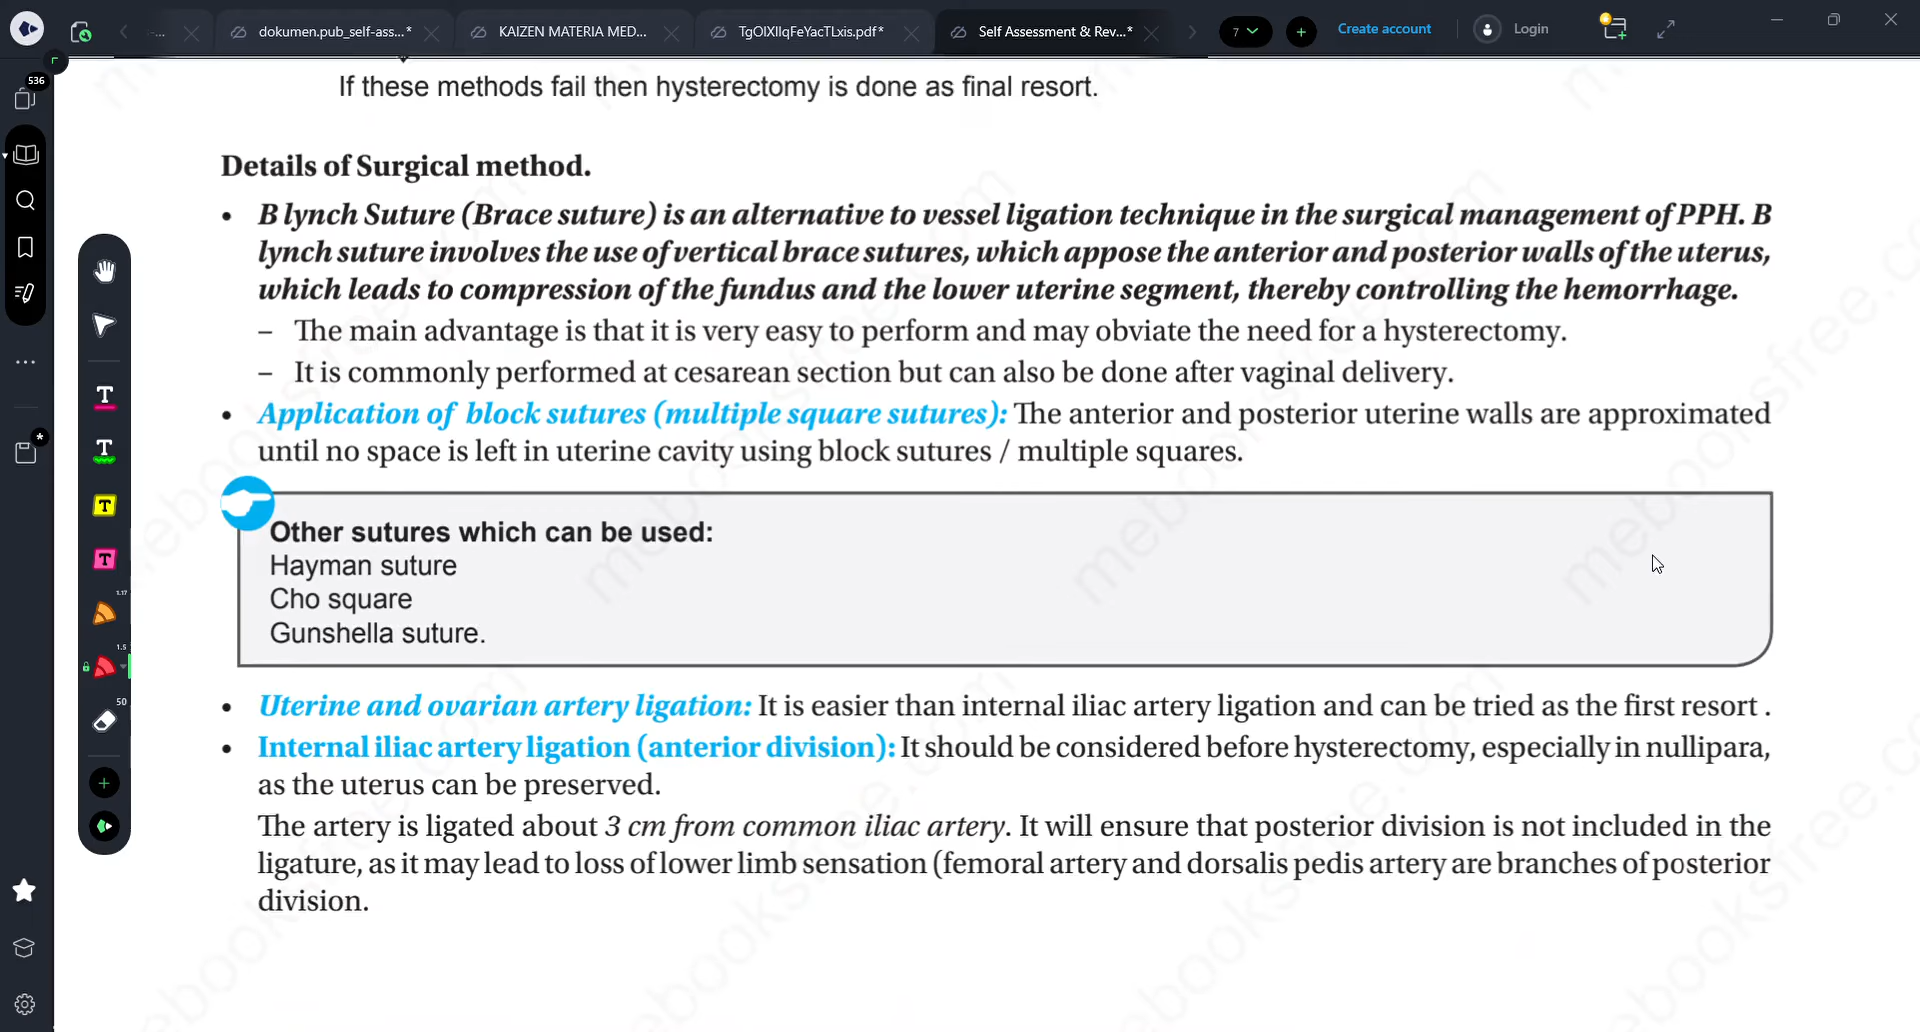 ...
dokumen.pub_self-ass...*
KAIZEN MATERIA MED...
TgOlXllqFeYacTLxis.pdf*
Self Assessment & Rev...*
7
Create account
Login
536
If these methods fail then hysterectomy is done as final resort.
Details of Surgical method.
• B lynch Suture (Brace suture) is an alternative to vessel ligation technique in the surgical management of PPH. B
lynch suture involves the use of vertical brace sutures, which appose the anterior and posterior walls of the uterus,
which leads to compression of the fundus and the lower uterine segment, thereby controlling the hemorrhage.
– The main advantage is that it is very easy to perform and may obviate the need for a hysterectomy.
– It is commonly performed at cesarean section but can also be done after vaginal delivery.
• Application of block sutures (multiple square sutures): The anterior and posterior uterine walls are approximated
until no space is left in uterine cavity using block sutures / multiple squares.
Other sutures which can be used:
Hayman suture
Cho square
Gunshella suture.
• Uterine and ovarian artery ligation: It is easier than internal iliac artery ligation and can be tried as the first resort .
• Internal iliac artery ligation (anterior division): It should be considered before hysterectomy, especially in nullipara,
as the uterus can be preserved.
The artery is ligated about 3 cm from common iliac artery. It will ensure that posterior division is not included in the
ligature, as it may lead to loss of lower limb sensation (femoral artery and dorsalis pedis artery are branches of posterior
division.
T
T
T
T
1.17
1.5
50
mebooksfree.com